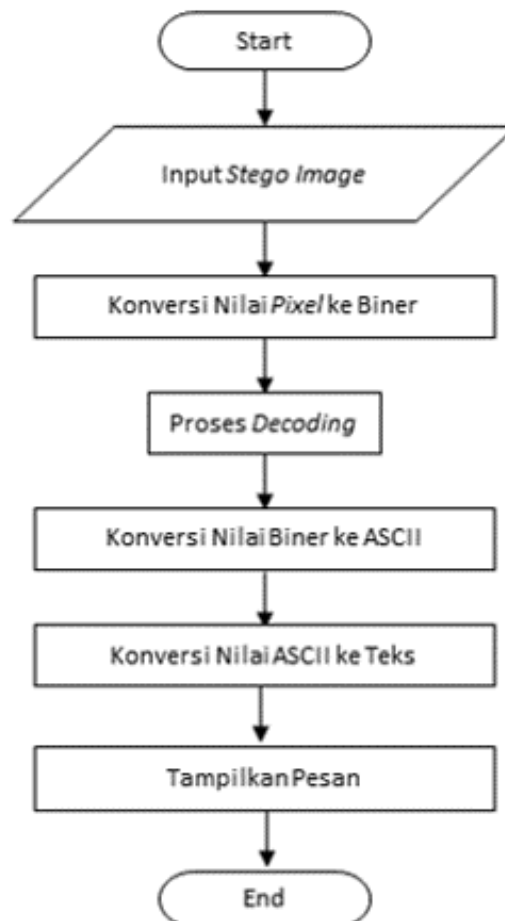 Start
Input Stego Image
Konversi Nilai Pixel ke Biner
Proses Decoding
Konversi Nilai Biner ke ASCII
Konversi Nilai ASCII ke Teks
Tampilkan Pesan
End